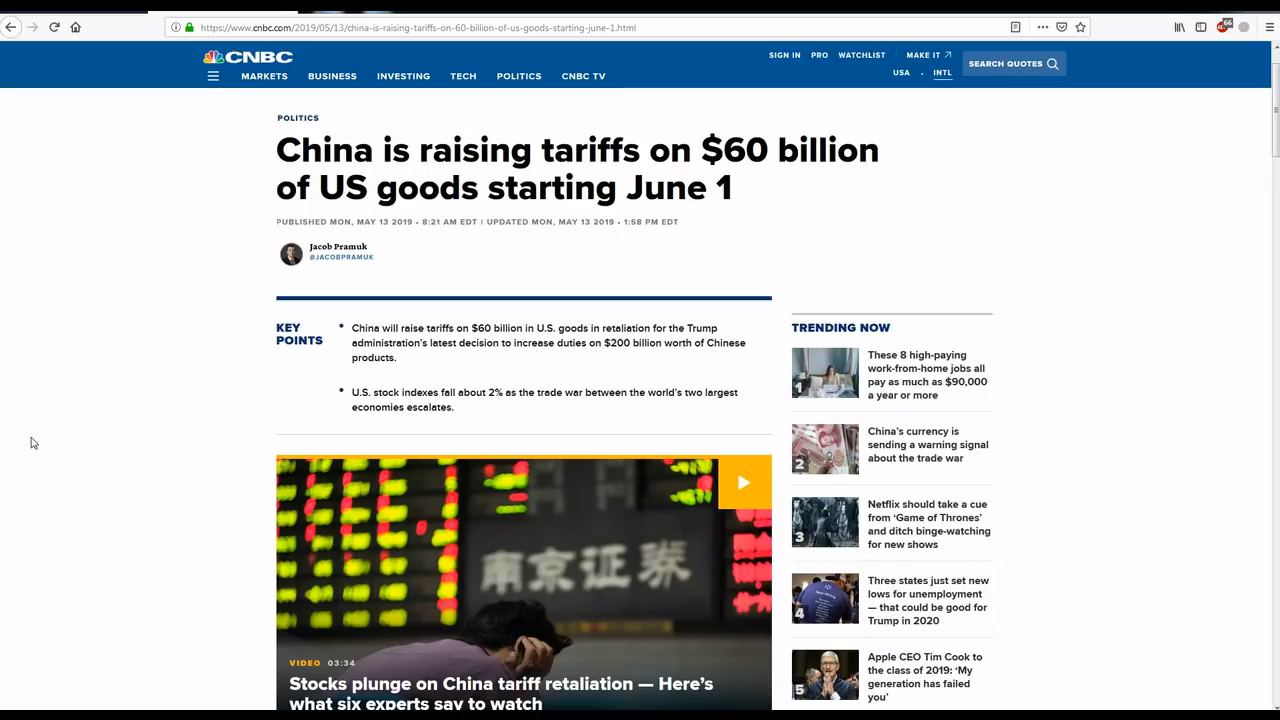 https://www.cnbc.com/2019/05/13/china-is-raising-tariffs-on-60-billion-of-us-goods-starting-june-1.html
66
CNBC
SIGN IN PRO WATCHLIST MAKE IT
USA · INTL
SEARCH QUOTES
MARKETS BUSINESS INVESTING TECH POLITICS CNBC TV
POLITICS
China is raising tariffs on $60 billion
of US goods starting June 1
PUBLISHED MON, MAY 13 2019 • 8:21 AM EDT | UPDATED MON, MAY 13 2019 • 1:58 PM EDT
Jacob Pramuk
@JACOBPRAMUK
KEY
POINTS
• China will raise tariffs on $60 billion in U.S. goods in retaliation for the Trump
administration's latest decision to increase duties on $200 billion worth of Chinese
products.
• U.S. stock indexes fall about 2% as the trade war between the world's two largest
economies escalates.
南京证券
VIDEO 03:34
Stocks plunge on China tariff retaliation — Here's
what six experts say to watch
TRENDING NOW
1
These 8 high-paying
work-from-home jobs all
pay as much as $90,000
a year or more
2
China's currency is
sending a warning signal
about the trade war
3
Netflix should take a cue
from 'Game of Thrones'
and ditch binge-watching
for new shows
4
Three states just set new
lows for unemployment
— that could be good for
Trump in 2020
5
Apple CEO Tim Cook to
the class of 2019: 'My
generation has failed
you'